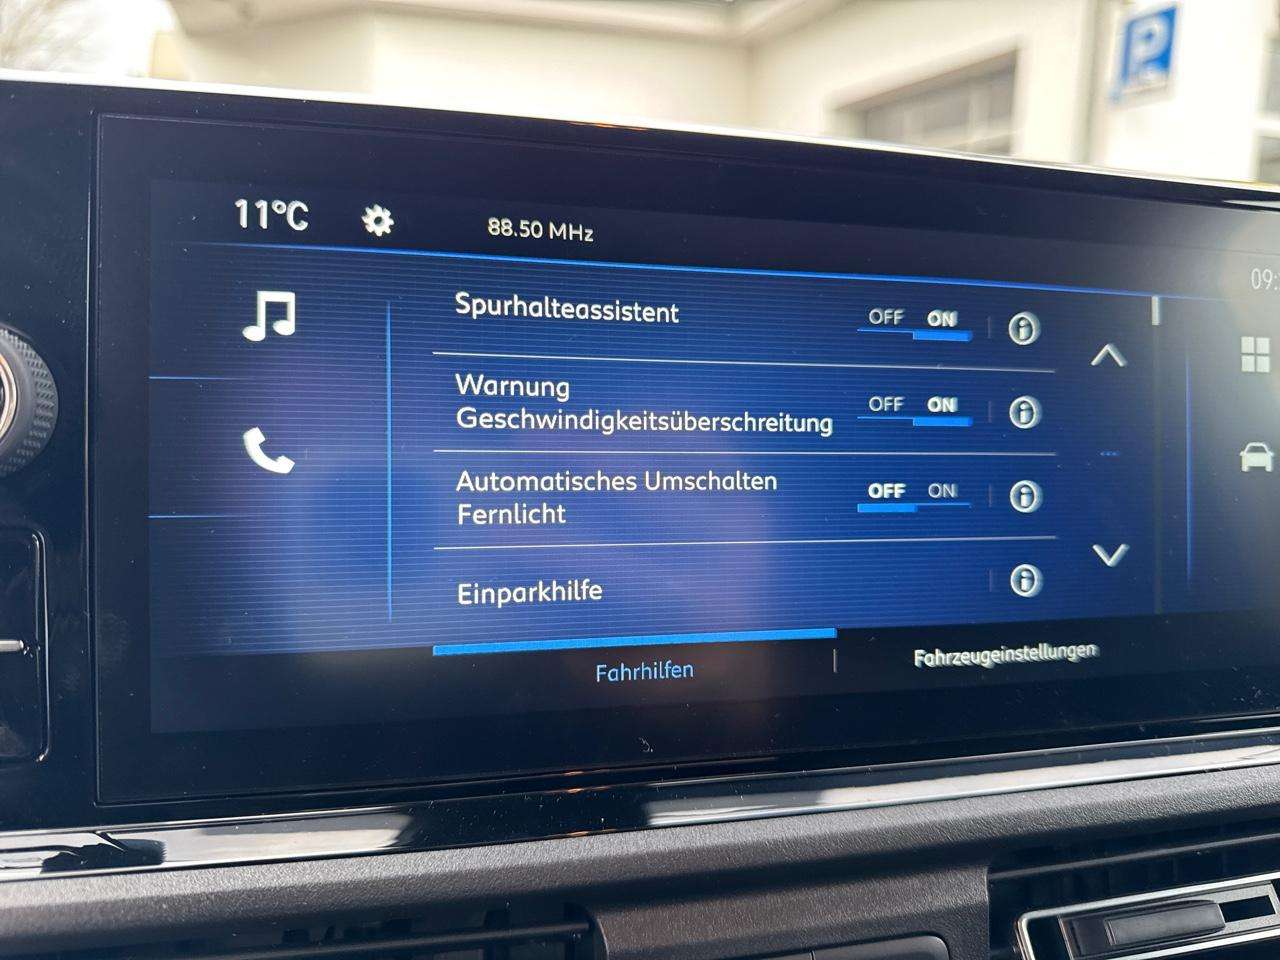 P
11°C
88.50 MHz
09:
Spurhalteassistent
OFF ON
Warnung
Geschwindigkeitsüberschreitung
OFF ON
Automatisches Umschalten
Fernlicht
OFF ON
Einparkhilfe
Fahrhilfen
Fahrzeugeinstellungen